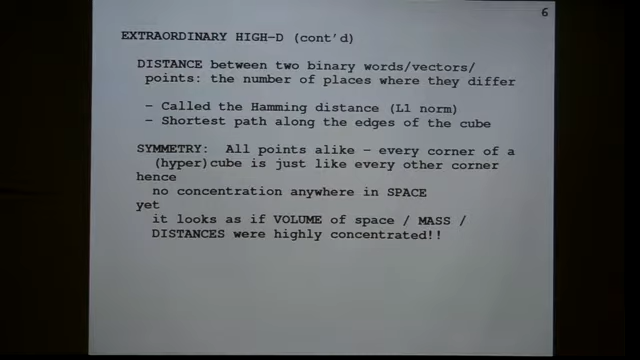 6
EXTRAORDINARY HIGH-D (cont'd)
DISTANCE between two binary words/vectors/
points: the number of places where they differ
- Called the Hamming distance (L1 norm)
- Shortest path along the edges of the cube
SYMMETRY: All points alike - every corner of a
(hyper)cube is just like every other corner
hence
no concentration anywhere in SPACE
yet
it looks as if VOLUME of space / MASS /
DISTANCES were highly concentrated!!